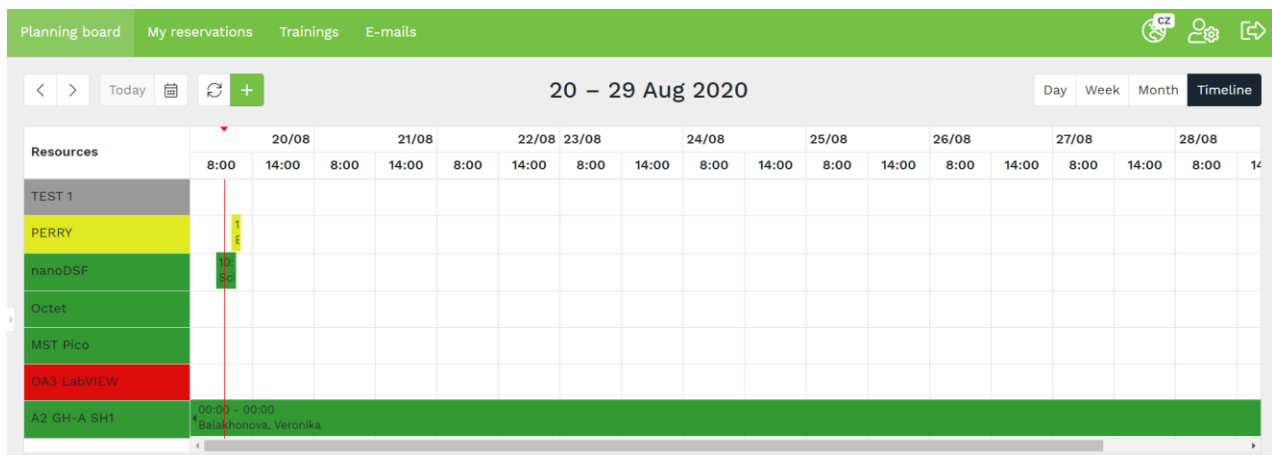 Planning board My reservations Trainings E-mails CZ
Today + 20 – 29 Aug 2020 Day Week Month Timeline
Resources 20/08 21/08 22/08 23/08 24/08 25/08 26/08 27/08 28/08
8:00 14:00 8:00 14:00 8:00 14:00 8:00 14:00 8:00 14:00 8:00 14:00 8:00 14:00 8:00 14:00 8:00
TEST 1
PERRY
nanoDSF
Octet
MST Pico
OA3 LabVIEW
A2 GH-A SH1
00:00 - 00:00
Balakhonova, Veronika